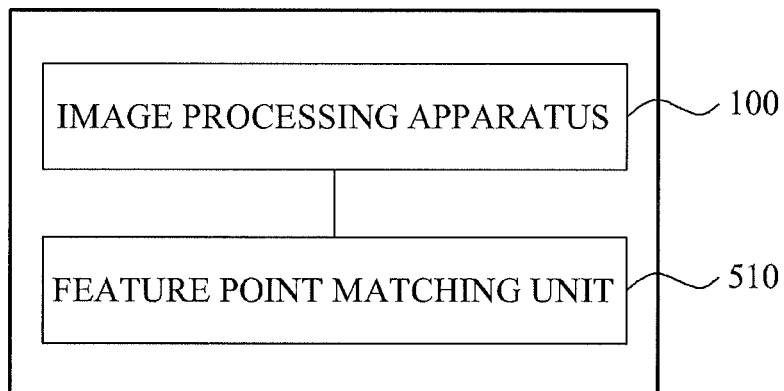 IMAGE PROCESSING APPARATUS
100
FEATURE POINT MATCHING UNIT
510